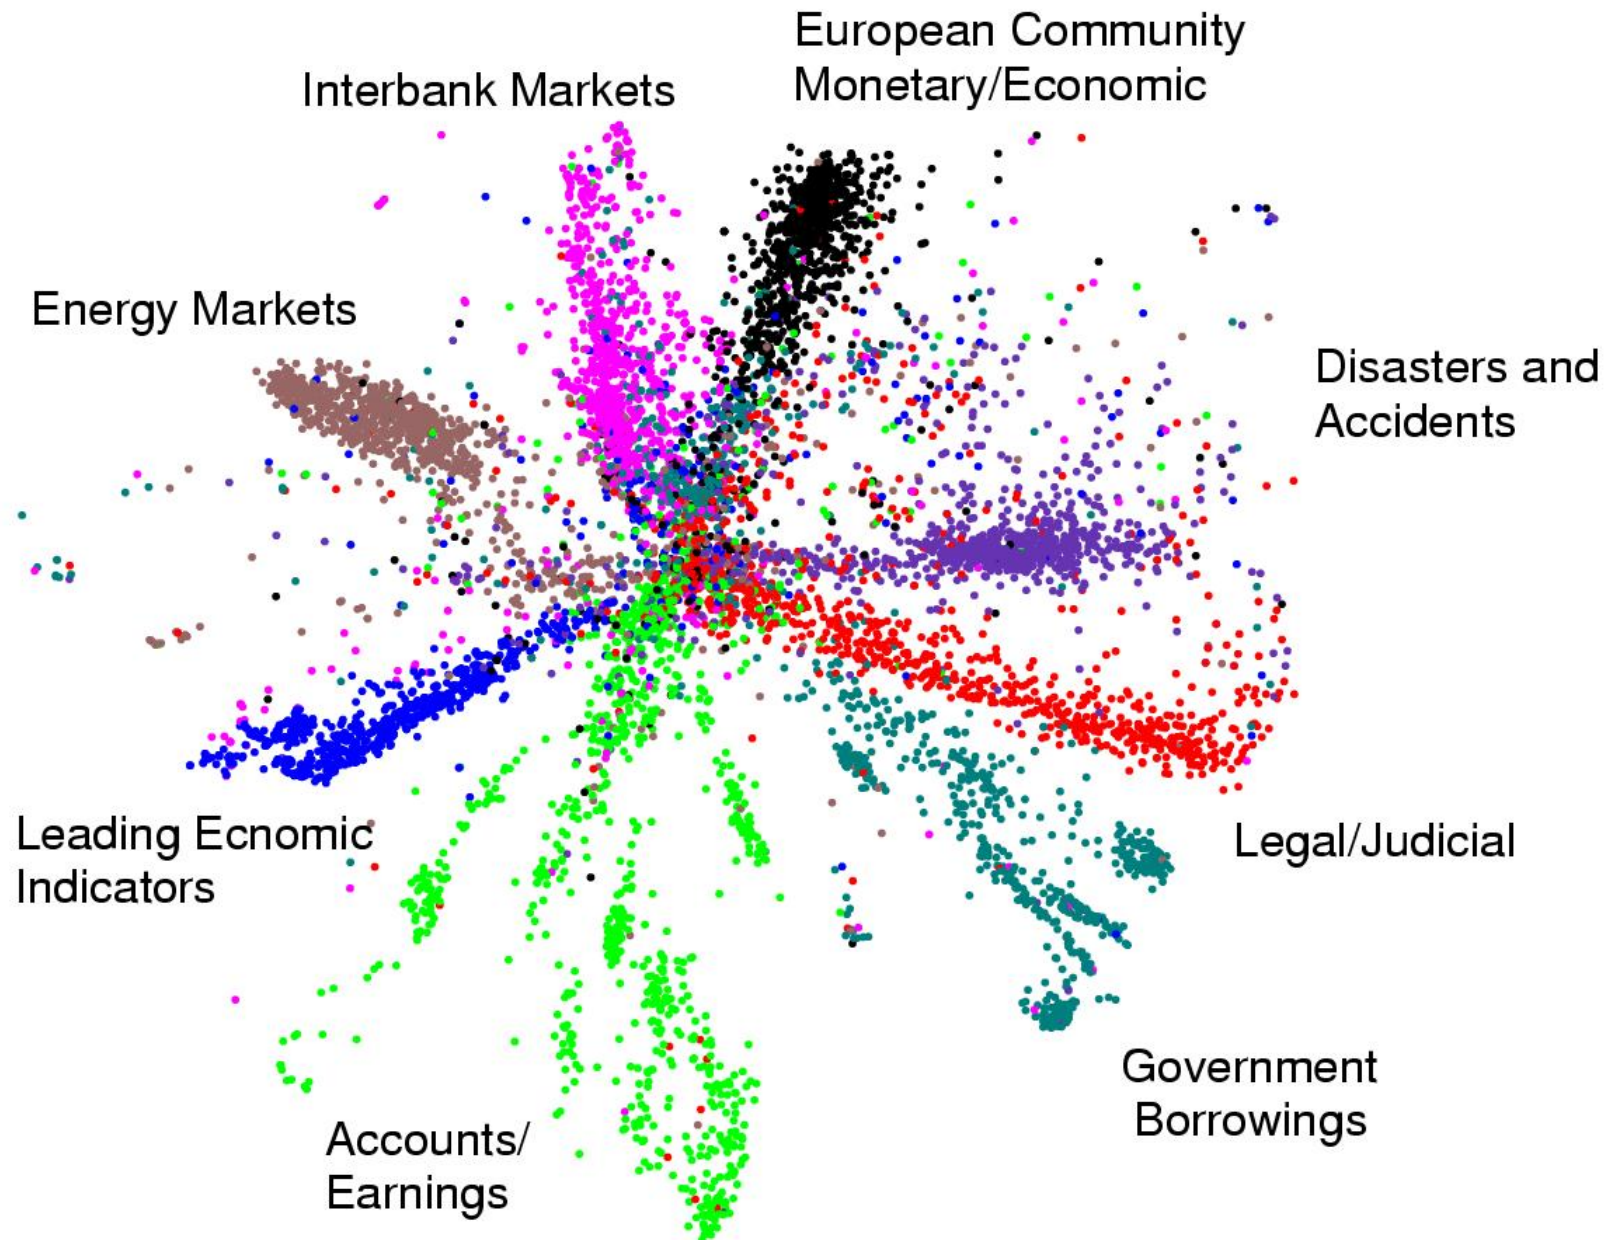 European Community
Monetary/Economic
Interbank Markets
Energy Markets
Disasters and
Accidents
Leading Ecnomic
Indicators
Legal/Judicial
Government
Borrowings
Accounts/
Earnings